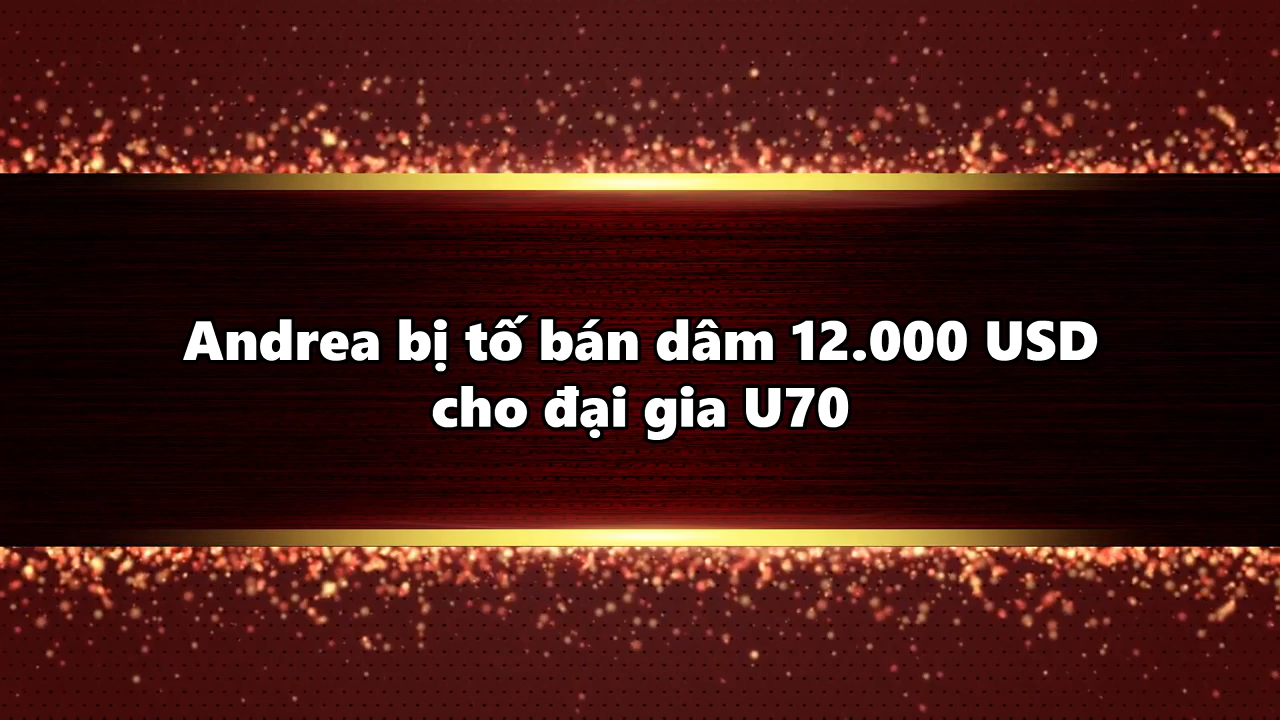 Andrea bị tố bán dâm 12.000 USD
cho đại gia U70